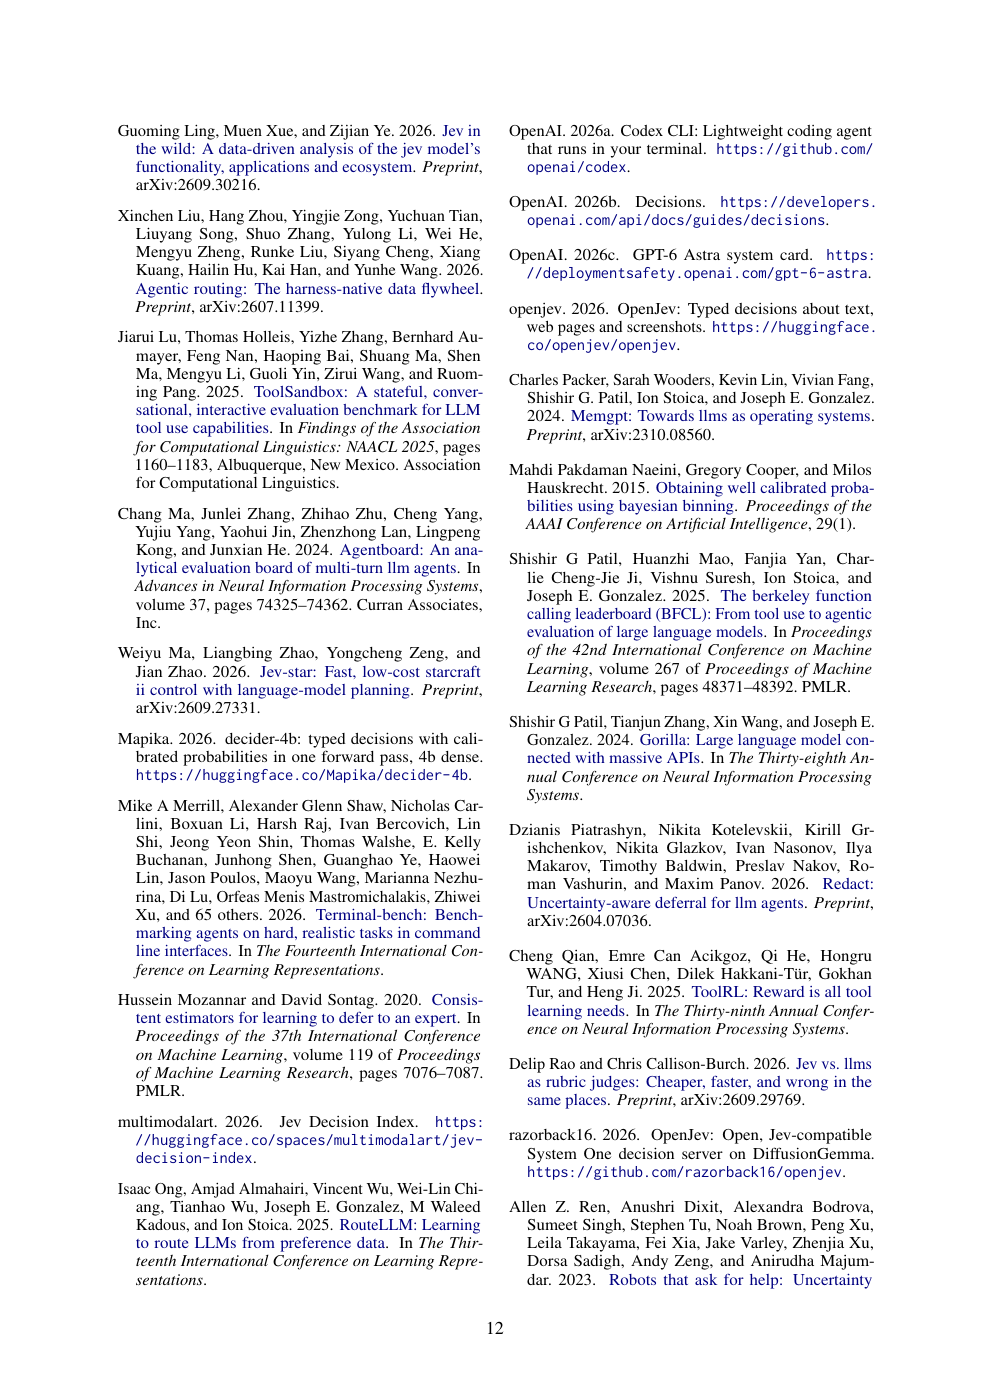 Guoming Ling, Muen Xue, and Zijian Ye. 2026. Jev in
the wild: A data-driven analysis of the jev model's
functionality, applications and ecosystem. Preprint,
arXiv:2609.30216.
Xinchen Liu, Hang Zhou, Yingjie Zong, Yuchuan Tian,
Liuyang Song, Shuo Zhang, Yulong Li, Wei He,
Mengyu Zheng, Runke Liu, Siyang Cheng, Xiang
Kuang, Hailin Hu, Kai Han, and Yunhe Wang. 2026.
Agentic routing: The harness-native data flywheel.
Preprint, arXiv:2607.11399.
Jiarui Lu, Thomas Holleis, Yizhe Zhang, Bernhard Au-
mayer, Feng Nan, Haoping Bai, Shuang Ma, Shen
Ma, Mengyu Li, Guoli Yin, Zirui Wang, and Ruom-
ing Pang. 2025. ToolSandbox: A stateful, conver-
sational, interactive evaluation benchmark for LLM
tool use capabilities. In Findings of the Association
for Computational Linguistics: NAACL 2025, pages
1160–1183, Albuquerque, New Mexico. Association
for Computational Linguistics.
Chang Ma, Junlei Zhang, Zhihao Zhu, Cheng Yang,
Yujiu Yang, Yaohui Jin, Zhenzhong Lan, Lingpeng
Kong, and Junxian He. 2024. Agentboard: An ana-
lytical evaluation board of multi-turn llm agents. In
Advances in Neural Information Processing Systems,
volume 37, pages 74325–74362. Curran Associates,
Inc.
Weiyu Ma, Liangbing Zhao, Yongcheng Zeng, and
Jian Zhao. 2026. Jev-star: Fast, low-cost starcraft
ii control with language-model planning. Preprint,
arXiv:2609.27331.
Mapika. 2026. decider-4b: typed decisions with cali-
brated probabilities in one forward pass, 4b dense.
https://huggingface.co/Mapika/decider-4b.
Mike A Merrill, Alexander Glenn Shaw, Nicholas Car-
lini, Boxuan Li, Harsh Raj, Ivan Bercovich, Lin
Shi, Jeong Yeon Shin, Thomas Walshe, E. Kelly
Buchanan, Junhong Shen, Guanghao Ye, Haowei
Lin, Jason Poulos, Maoyu Wang, Marianna Nezhu-
rina, Di Lu, Orfeas Menis Mastromichalakis, Zhiwei
Xu, and 65 others. 2026. Terminal-bench: Bench-
marking agents on hard, realistic tasks in command
line interfaces. In The Fourteenth International Con-
ference on Learning Representations.
Hussein Mozannar and David Sontag. 2020. Consis-
tent estimators for learning to defer to an expert. In
Proceedings of the 37th International Conference
on Machine Learning, volume 119 of Proceedings
of Machine Learning Research, pages 7076–7087.
PMLR.
multimodalart. 2026. Jev Decision Index. https:
//huggingface.co/spaces/multimodalart/jev-
decision-index.
Isaac Ong, Amjad Almahairi, Vincent Wu, Wei-Lin Chi-
ang, Tianhao Wu, Joseph E. Gonzalez, M Waleed
Kadous, and Ion Stoica. 2025. RouteLLM: Learning
to route LLMs from preference data. In The Thir-
teenth International Conference on Learning Repre-
sentations.
OpenAI. 2026a. Codex CLI: Lightweight coding agent
that runs in your terminal. https://github.com/
openai/codex.
OpenAI. 2026b. Decisions. https://developers.
openai.com/api/docs/guides/decisions.
OpenAI. 2026c. GPT-6 Astra system card. https:
//deploymentsafety.openai.com/gpt-6-astra.
openjev. 2026. OpenJev: Typed decisions about text,
web pages and screenshots. https://huggingface.
co/openjev/openjev.
Charles Packer, Sarah Wooders, Kevin Lin, Vivian Fang,
Shishir G. Patil, Ion Stoica, and Joseph E. Gonzalez.
2024. Memgpt: Towards llms as operating systems.
Preprint, arXiv:2310.08560.
Mahdi Pakdaman Naeini, Gregory Cooper, and Milos
Hauskrecht. 2015. Obtaining well calibrated proba-
bilities using bayesian binning. Proceedings of the
AAAI Conference on Artificial Intelligence, 29(1).
Shishir G Patil, Huanzhi Mao, Fanjia Yan, Char-
lie Cheng-Jie Ji, Vishnu Suresh, Ion Stoica, and
Joseph E. Gonzalez. 2025. The berkeley function
calling leaderboard (BFCL): From tool use to agentic
evaluation of large language models. In Proceedings
of the 42nd International Conference on Machine
Learning, volume 267 of Proceedings of Machine
Learning Research, pages 48371–48392. PMLR.
Shishir G Patil, Tianjun Zhang, Xin Wang, and Joseph E.
Gonzalez. 2024. Gorilla: Large language model con-
nected with massive APIs. In The Thirty-eighth An-
nual Conference on Neural Information Processing
Systems.
Dzianis Piatrashyn, Nikita Kotelevskii, Kirill Gr-
ishchenkov, Nikita Glazkov, Ivan Nasonov, Ilya
Makarov, Timothy Baldwin, Preslav Nakov, Ro-
man Vashurin, and Maxim Panov. 2026. Redact:
Uncertainty-aware deferral for llm agents. Preprint,
arXiv:2604.07036.
Cheng Qian, Emre Can Acikgoz, Qi He, Hongru
WANG, Xiusi Chen, Dilek Hakkani-Tür, Gokhan
Tur, and Heng Ji. 2025. ToolRL: Reward is all tool
learning needs. In The Thirty-ninth Annual Confer-
ence on Neural Information Processing Systems.
Delip Rao and Chris Callison-Burch. 2026. Jev vs. llms
as rubric judges: Cheaper, faster, and wrong in the
same places. Preprint, arXiv:2609.29769.
razorback16. 2026. OpenJev: Open, Jev-compatible
System One decision server on DiffusionGemma.
https://github.com/razorback16/openjev.
Allen Z. Ren, Anushri Dixit, Alexandra Bodrova,
Sumeet Singh, Stephen Tu, Noah Brown, Peng Xu,
Leila Takayama, Fei Xia, Jake Varley, Zhenjia Xu,
Dorsa Sadigh, Andy Zeng, and Anirudha Majum-
dar. 2023. Robots that ask for help: Uncertainty
12